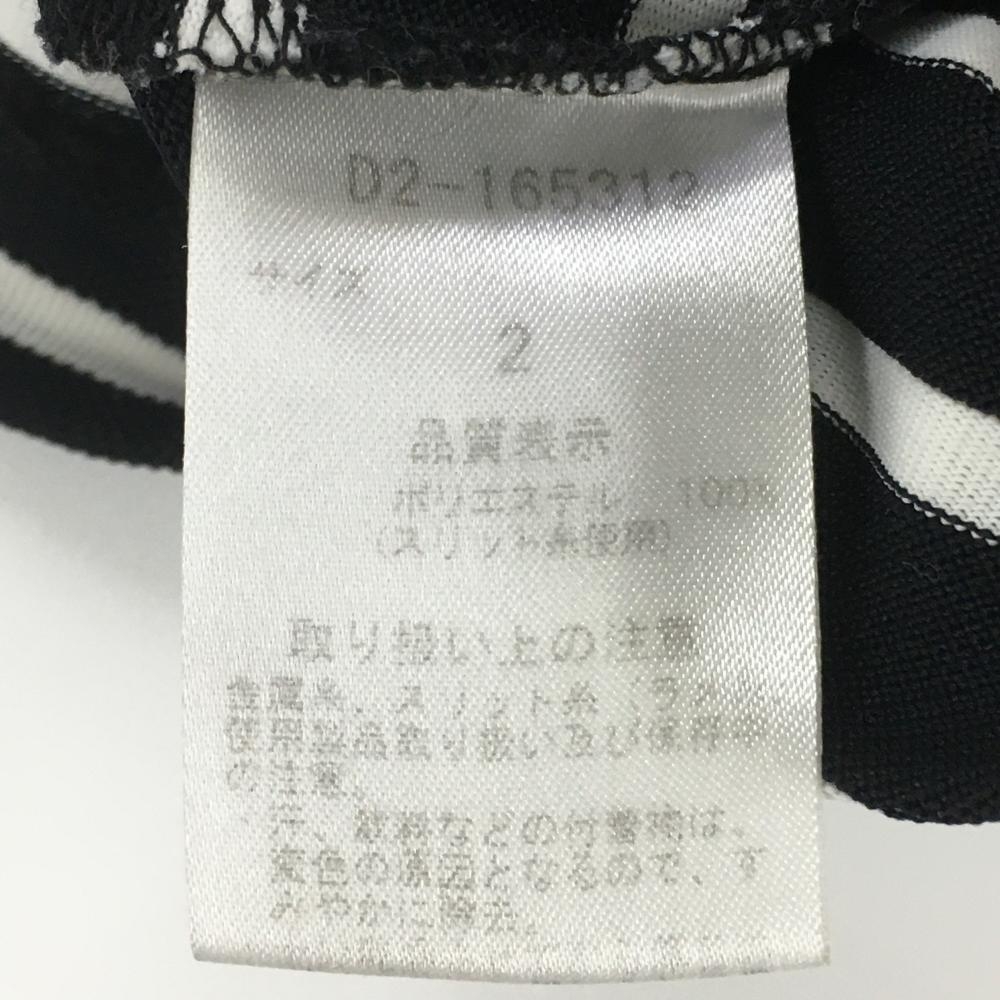 D2-165312
サイズ
2
品質表示
ポリエステル 100%
(スリット糸使用)
取り扱い上の注意
金属糸、スリット糸、ラメ
使用製品取り扱い及び保存
の注意。
汗、飲料などの付着物は、
変色の原因となるので、す
みやかに除去。